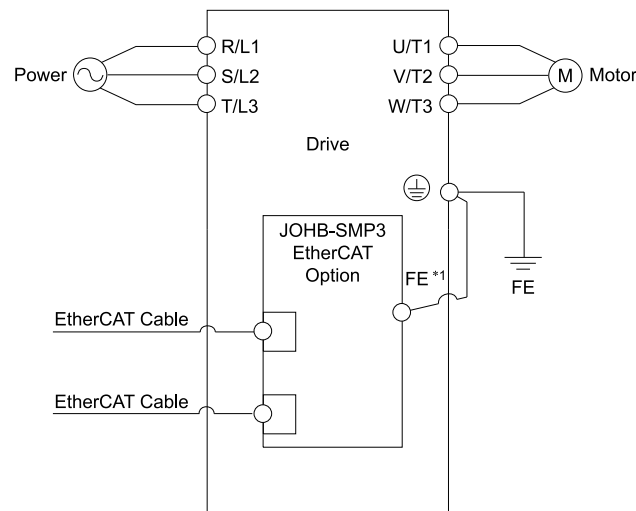 R/L1
U/T1
Power
S/L2
V/T2
M
Motor
T/L3
W/T3
Drive
JOHB-SMP3
EtherCAT
Option
FE *1
FE
EtherCAT Cable
EtherCAT Cable